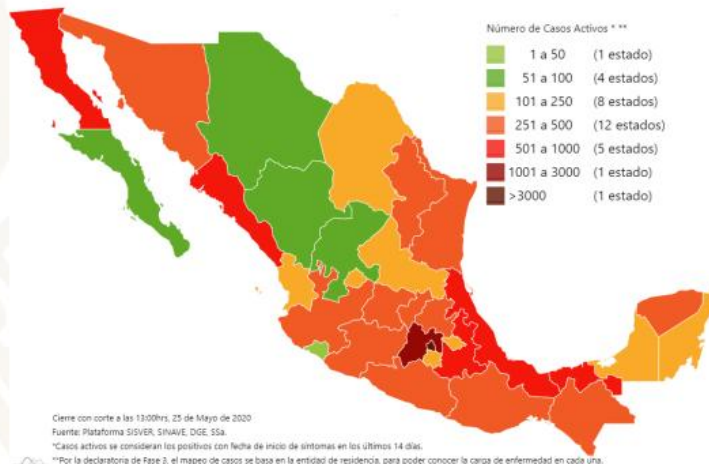 Número de Casos Activos * **
1 a 50 (1 estado)
51 a 100 (4 estados)
101 a 250 (8 estados)
251 a 500 (12 estados)
501 a 1000 (5 estados)
1001 a 3000 (1 estado)
>3000 (1 estado)
Cierre con corte a las 13:00hrs, 25 de Mayo de 2020
Fuente: Plataforma SISVER, SINAVE, DGE, SSa.
*Casos activos se consideran los positivos con fecha de inicio de síntomas en los últimos 14 días.
**Por la declaratoria de Fase 3, el mapeo de casos se basa en la entidad de residencia, para poder conocer la carga de enfermedad en cada una.